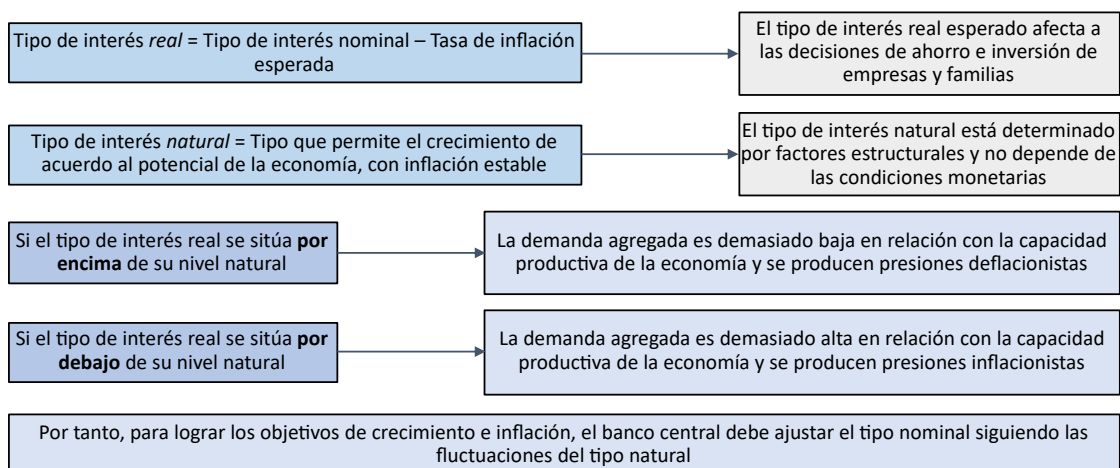 Tipo de interés real = Tipo de interés nominal – Tasa de inflación
esperada
El tipo de interés real esperado afecta a
las decisiones de ahorro e inversión de
empresas y familias
Tipo de interés natural = Tipo que permite el crecimiento de
acuerdo al potencial de la economía, con inflación estable
El tipo de interés natural está determinado
por factores estructurales y no depende de
las condiciones monetarias
Si el tipo de interés real se sitúa por
encima de su nivel natural
La demanda agregada es demasiado baja en relación con la capacidad
productiva de la economía y se producen presiones deflacionistas
Si el tipo de interés real se sitúa por
debajo de su nivel natural
La demanda agregada es demasiado alta en relación con la capacidad
productiva de la economía y se producen presiones inflacionistas
Por tanto, para lograr los objetivos de crecimiento e inflación, el banco central debe ajustar el tipo nominal siguiendo las
fluctuaciones del tipo natural